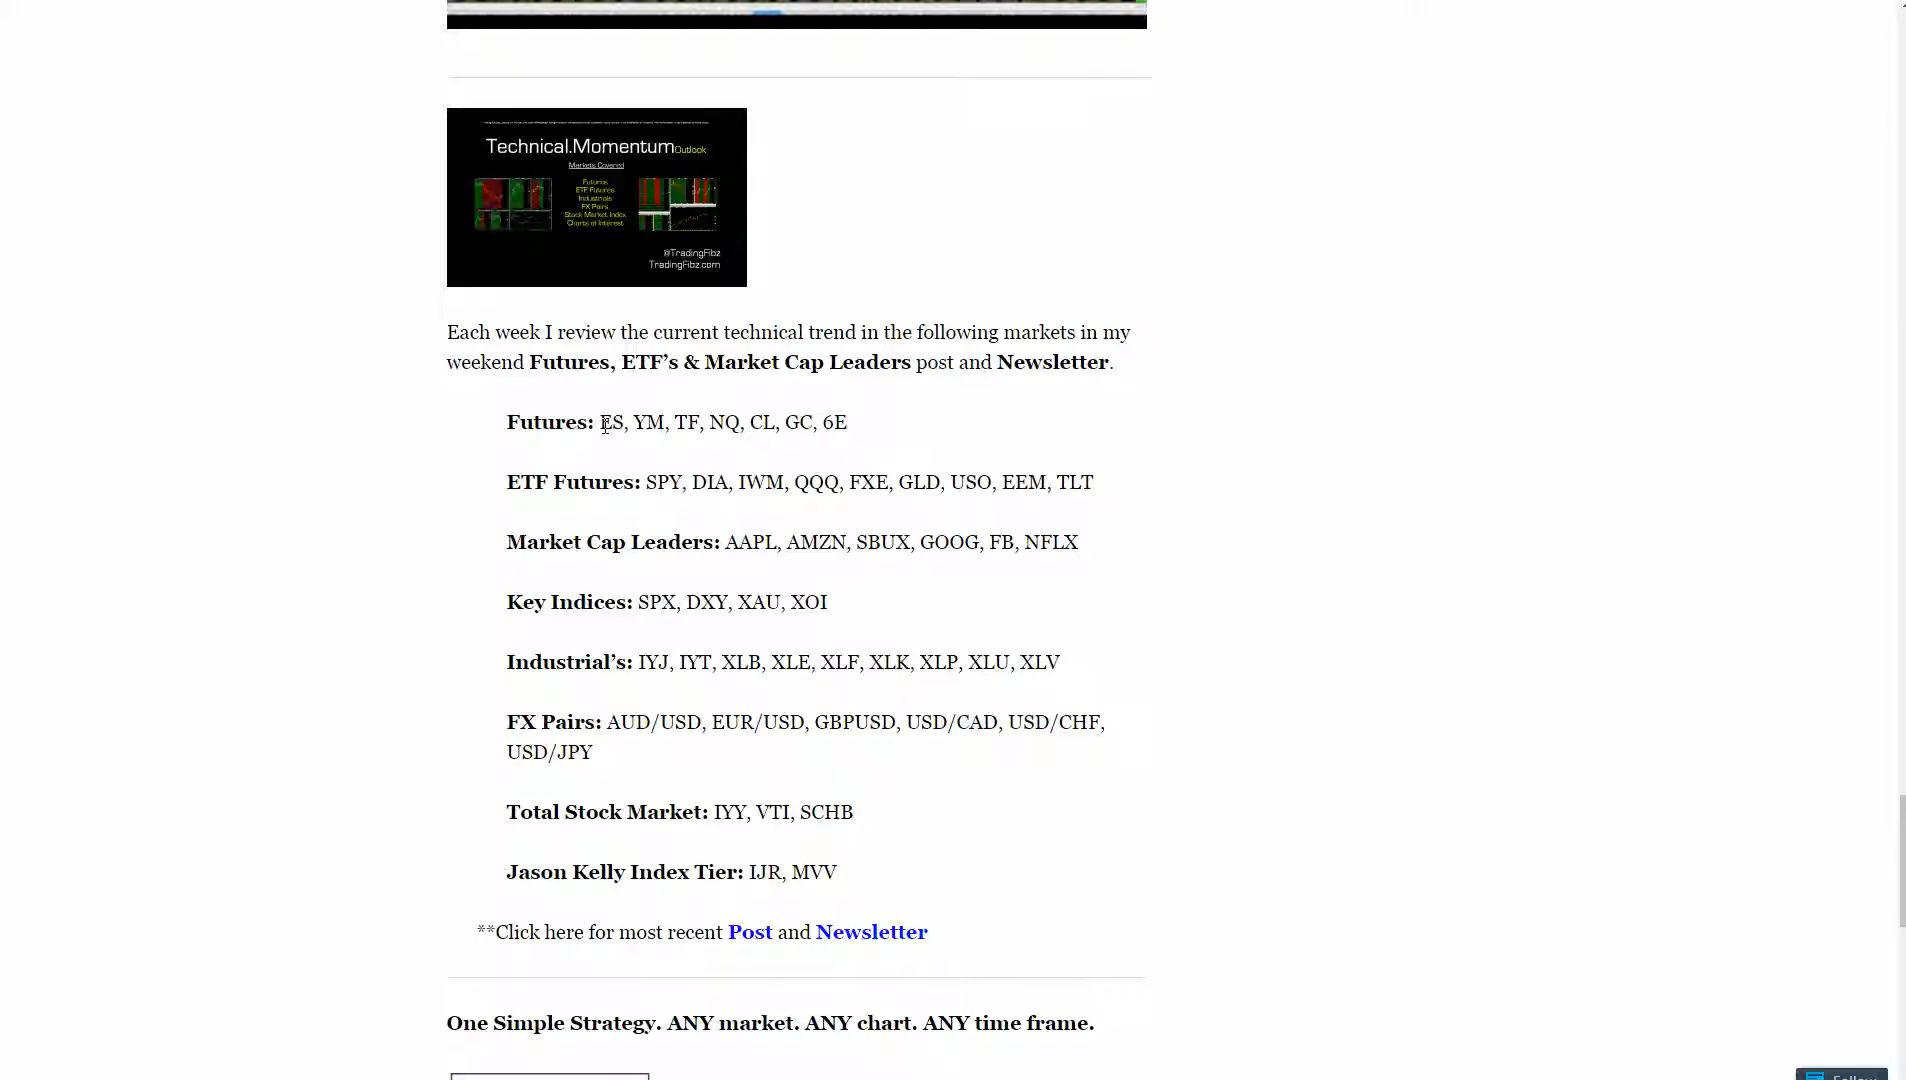 Technical.Momentum Outlook
Markets Covered
Futures
ETF Futures
Industrials
FX Pairs
Stock Market Index
Charts of Interest
@TradingFibz
TradingFibz.com
Each week I review the current technical trend in the following markets in my
weekend Futures, ETF’s & Market Cap Leaders post and Newsletter.
Futures: ES, YM, TF, NQ, CL, GC, 6E
ETF Futures: SPY, DIA, IWM, QQQ, FXE, GLD, USO, EEM, TLT
Market Cap Leaders: AAPL, AMZN, SBUX, GOOG, FB, NFLX
Key Indices: SPX, DXY, XAU, XOI
Industrial’s: IYJ, IYT, XLB, XLE, XLF, XLK, XLP, XLU, XLV
FX Pairs: AUD/USD, EUR/USD, GBPUSD, USD/CAD, USD/CHF,
USD/JPY
Total Stock Market: IYY, VTI, SCHB
Jason Kelly Index Tier: IJR, MVV
**Click here for most recent Post and Newsletter
One Simple Strategy. ANY market. ANY chart. ANY time frame.